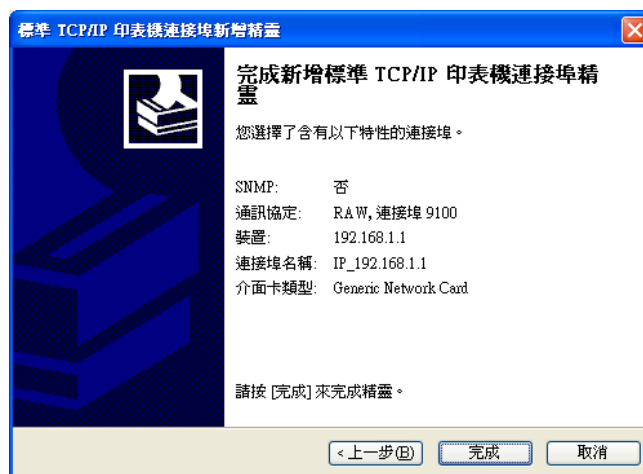 標準 TCP/IP 印表機連接埠新增精靈
完成新增標準 TCP/IP 印表機連接埠精
靈
您選擇了含有以下特性的連接埠。
SNMP: 否
通訊協定: RAW, 連接埠 9100
裝置: 192.168.1.1
連接埠名稱: IP_192.168.1.1
介面卡類型: Generic Network Card
請按 [完成] 來完成精靈。
<上一步(B) 完成 取消